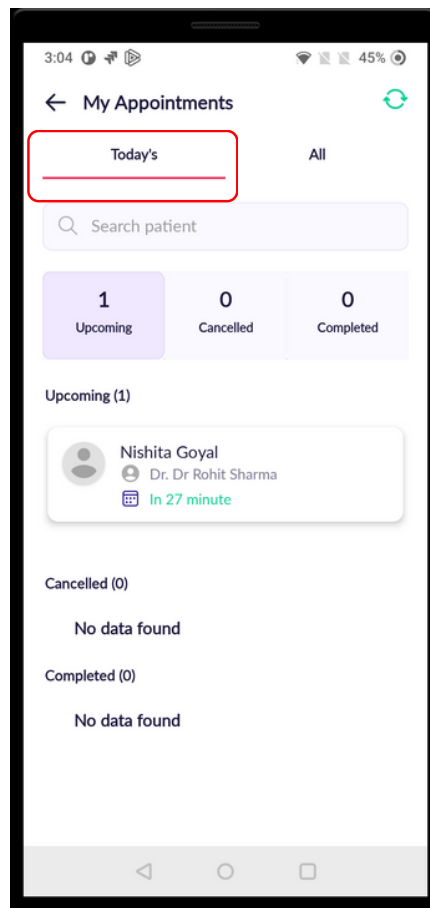 3:04 45%
My Appointments
Today's All
Search patient
1 0 0
Upcoming Cancelled Completed
Upcoming (1)
Nishita Goyal
Dr. Dr Rohit Sharma
In 27 minute
Cancelled (0)
No data found
Completed (0)
No data found